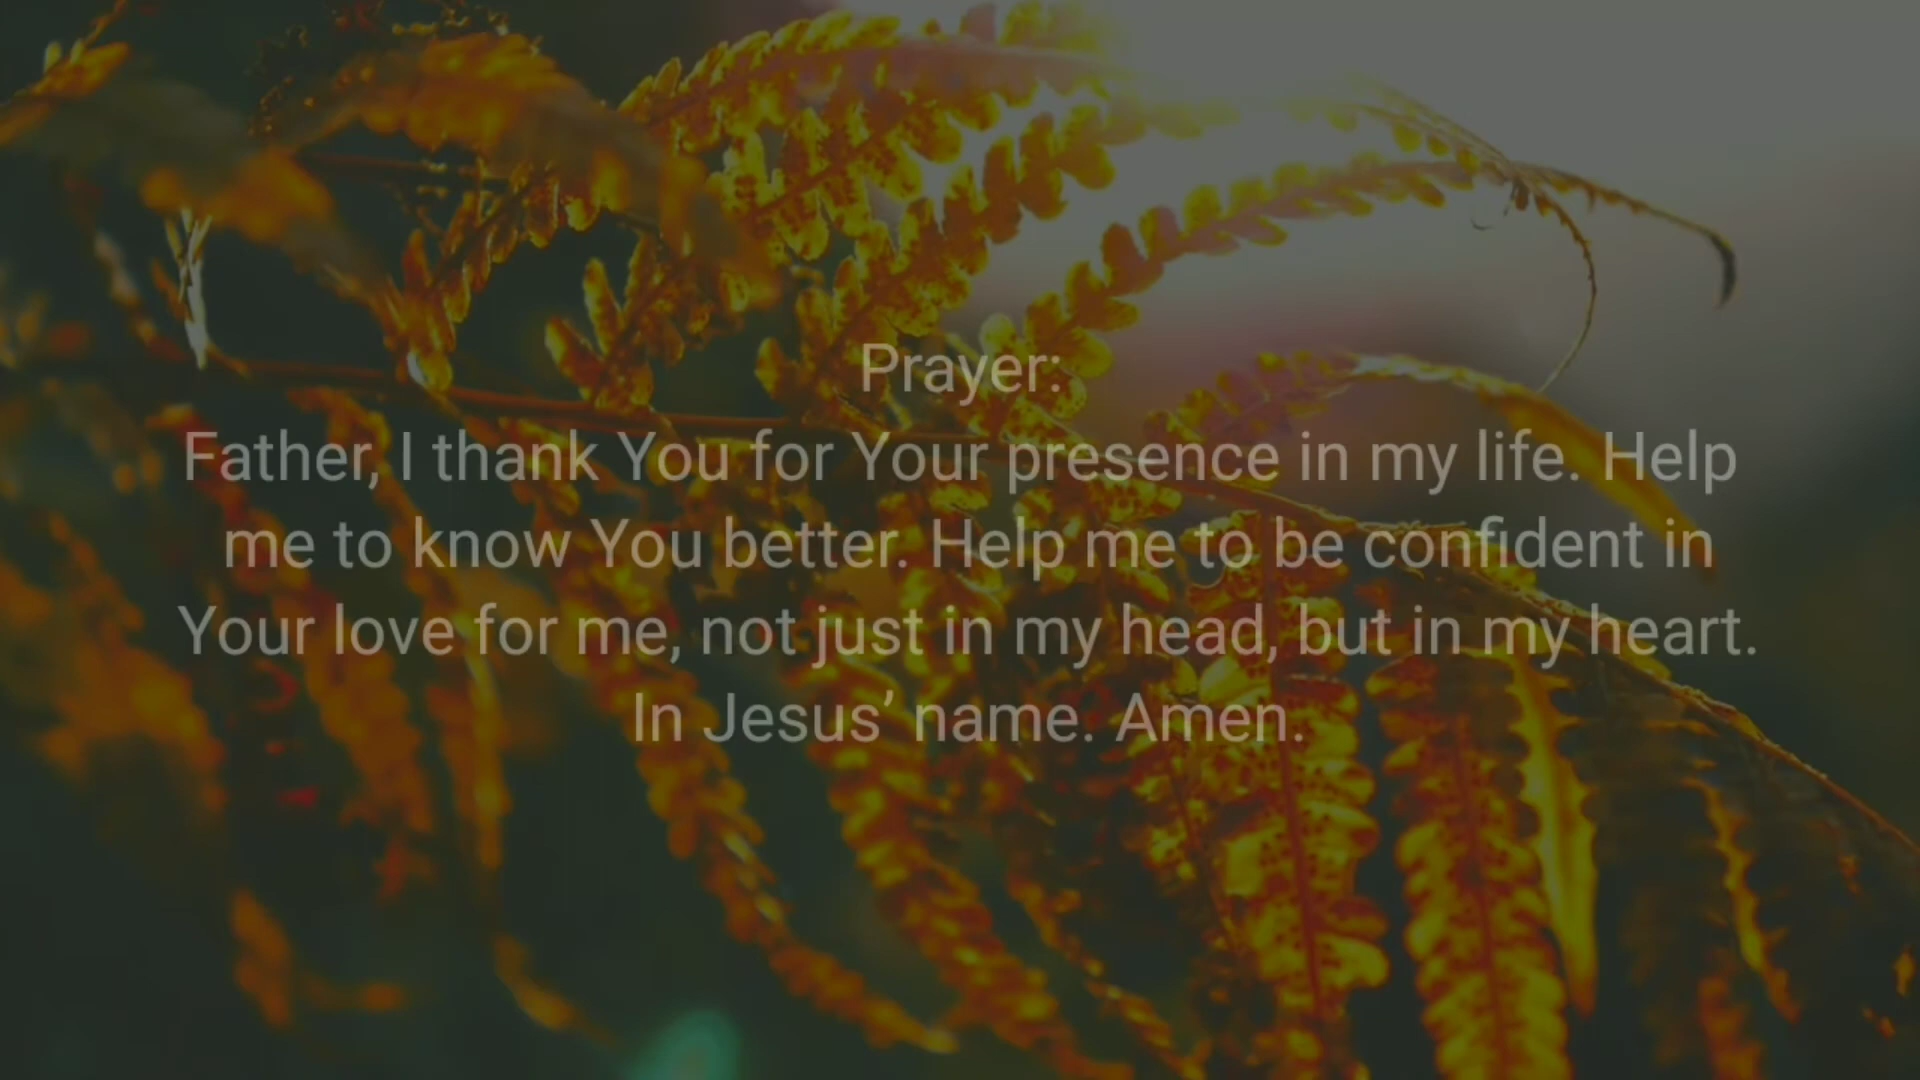 Prayer:
Father, I thank You for Your presence in my life. Help
me to know You better. Help me to be confident in
Your love for me, not just in my head, but in my heart.
In Jesus’ name. Amen.